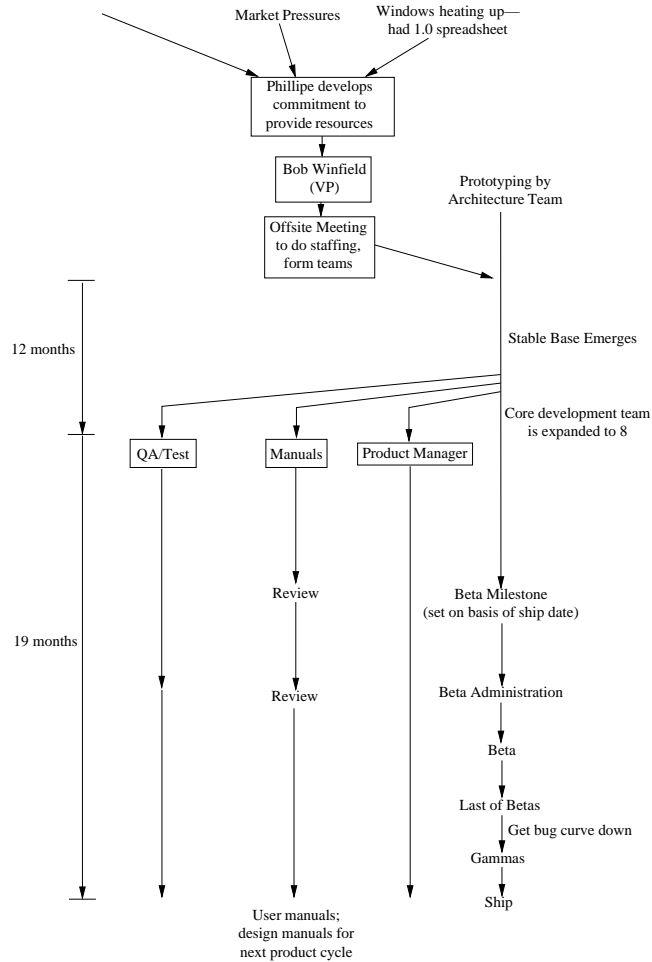 Market Pressures
Windows heating up—
had 1.0 spreadsheet
Phillipe develops
commitment to
provide resources
Bob Winfield
(VP)
Prototyping by
Architecture Team
Offsite Meeting
to do staffing,
form teams
12 months
Stable Base Emerges
Core development team
is expanded to 8
QA/Test
Manuals
Product Manager
Review
Beta Milestone
(set on basis of ship date)
19 months
Review
Beta Administration
Beta
Last of Betas
Get bug curve down
Gammas
Ship
User manuals;
design manuals for
next product cycle